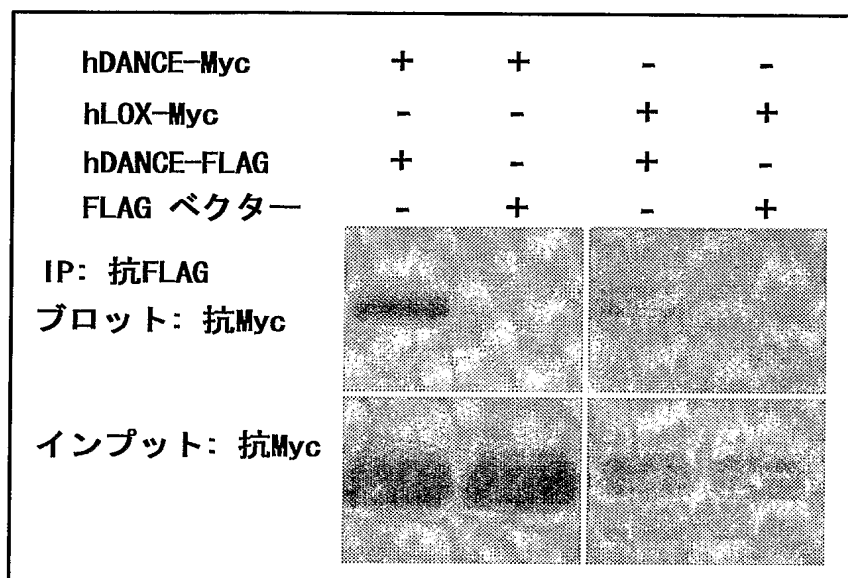 hDANCE-Myc + + - -
hLOX-Myc - - + +
hDANCE-FLAG + - + -
FLAG ベクター - + - +
IP: 抗FLAG
ブロット: 抗Myc
インプット: 抗Myc